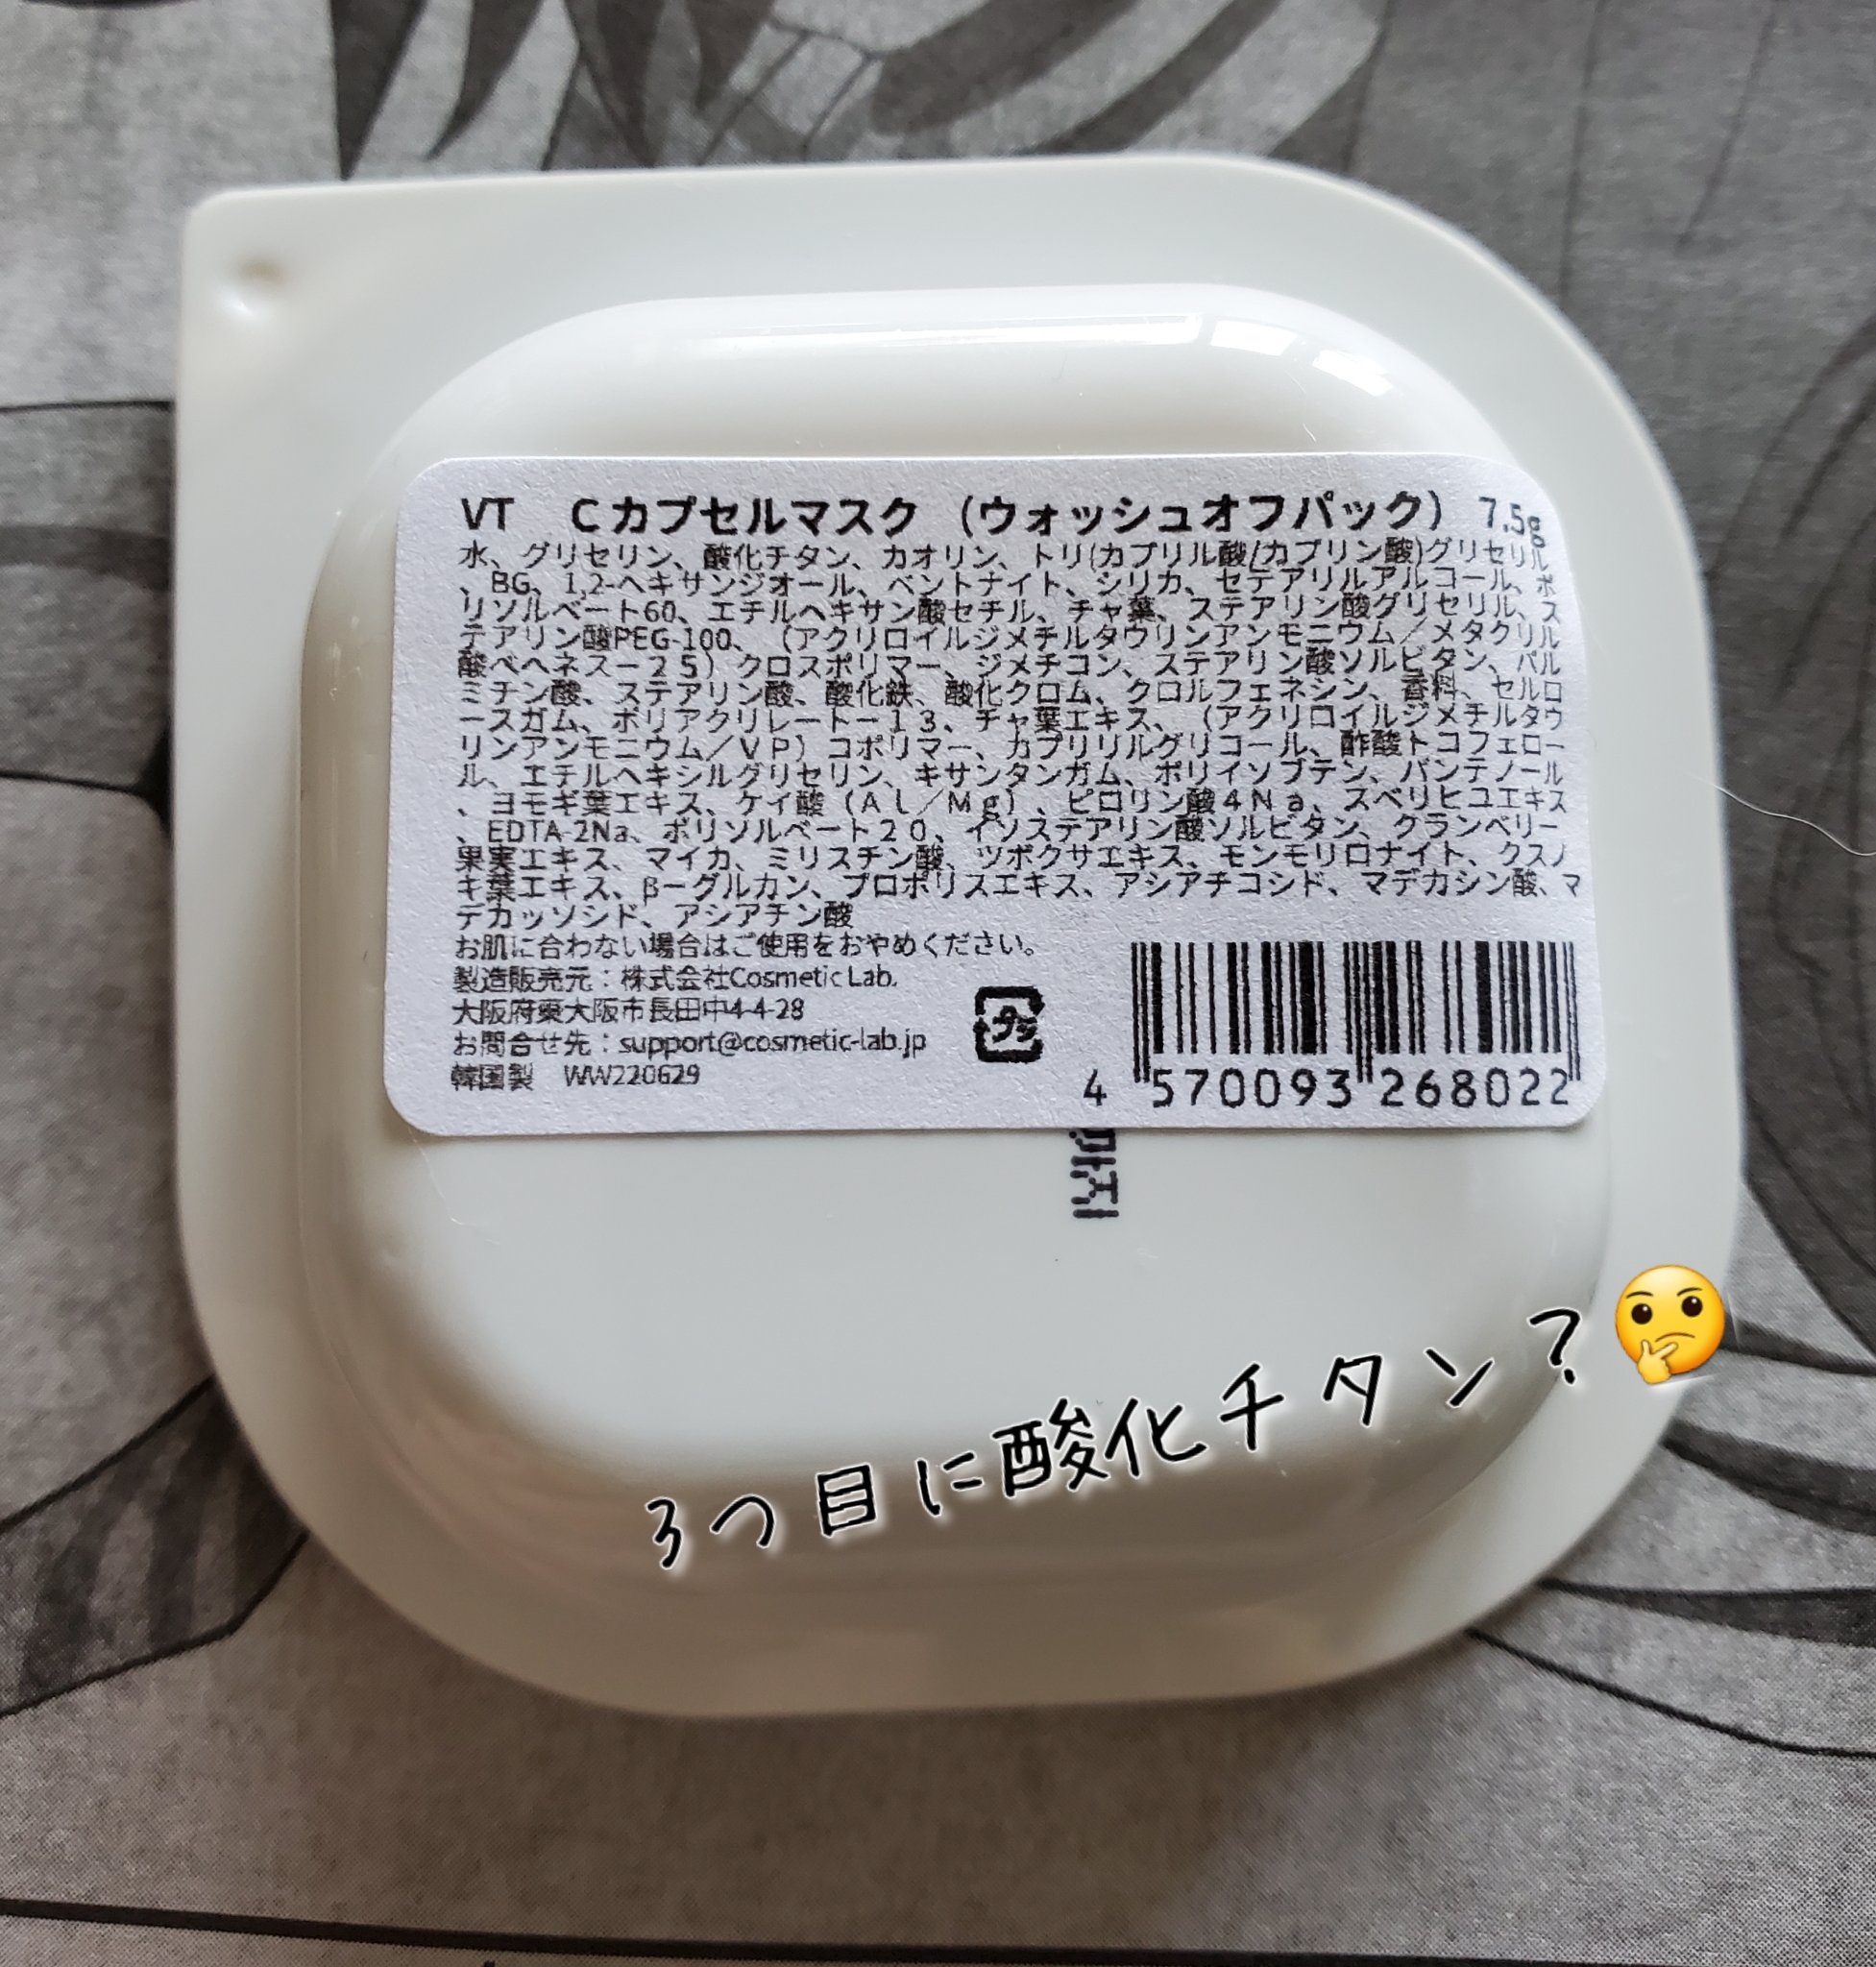 VT Cカプセルマスク（ウォッシュオフパック） 7.5g
水、グリセリン、酸化チタン、カオリン、トリ(カプリル酸/カプリン酸)グリセリル
、BG、1,2-ヘキサンジオール、ベントナイト、シリカ、セテアリルアルコール、ポ
リソルベート60、エチルヘキサン酸セチル、チャ葉、ステアリン酸グリセリル、ス
テアリン酸PEG-100、（アクリロイルジメチルタウリンアンモニウム／メタクリル
酸ベヘネスー２５）クロスポリマー、ジメチコン、ステアリン酸ソルビタン、パル
ミチン酸、ステアリン酸、酸化鉄、酸化クロム、クロルフェネシン、香料、セルロ
ースガム、ポリアクリレートー１３、チャ葉エキス、（アクリロイルジメチルタウ
リンアンモニウム／ＶＰ）コポリマー、カプリリルグリコール、酢酸トコフェロー
ル、エチルヘキシルグリセリン、キサンタンガム、ポリイソブテン、パンテノール
、ヨモギ葉エキス、ケイ酸（Ａｌ／Ｍｇ）、ピロリン酸４Ｎａ、スベリヒユエキス
、EDTA-2Na、ポリソルベート２０、イソステアリン酸ソルビタン、クランベリー
果実エキス、マイカ、ミリスチン酸、ツボクサエキス、モンモリロナイト、クスノ
キ葉エキス、β－グルカン、プロポリスエキス、アシアチコシド、マデカシン酸、マ
デカッソシド、アシアチン酸
お肌に合わない場合はご使用をおやめください。
製造販売元：株式会社Cosmetic Lab.
大阪府東大阪市長田中4-4-28
お問合せ先：support@cosmetic-lab.jp
韓国製 WW220629
プラ
4 570093 268022
까지
3つ目に酸化チタン？🤔